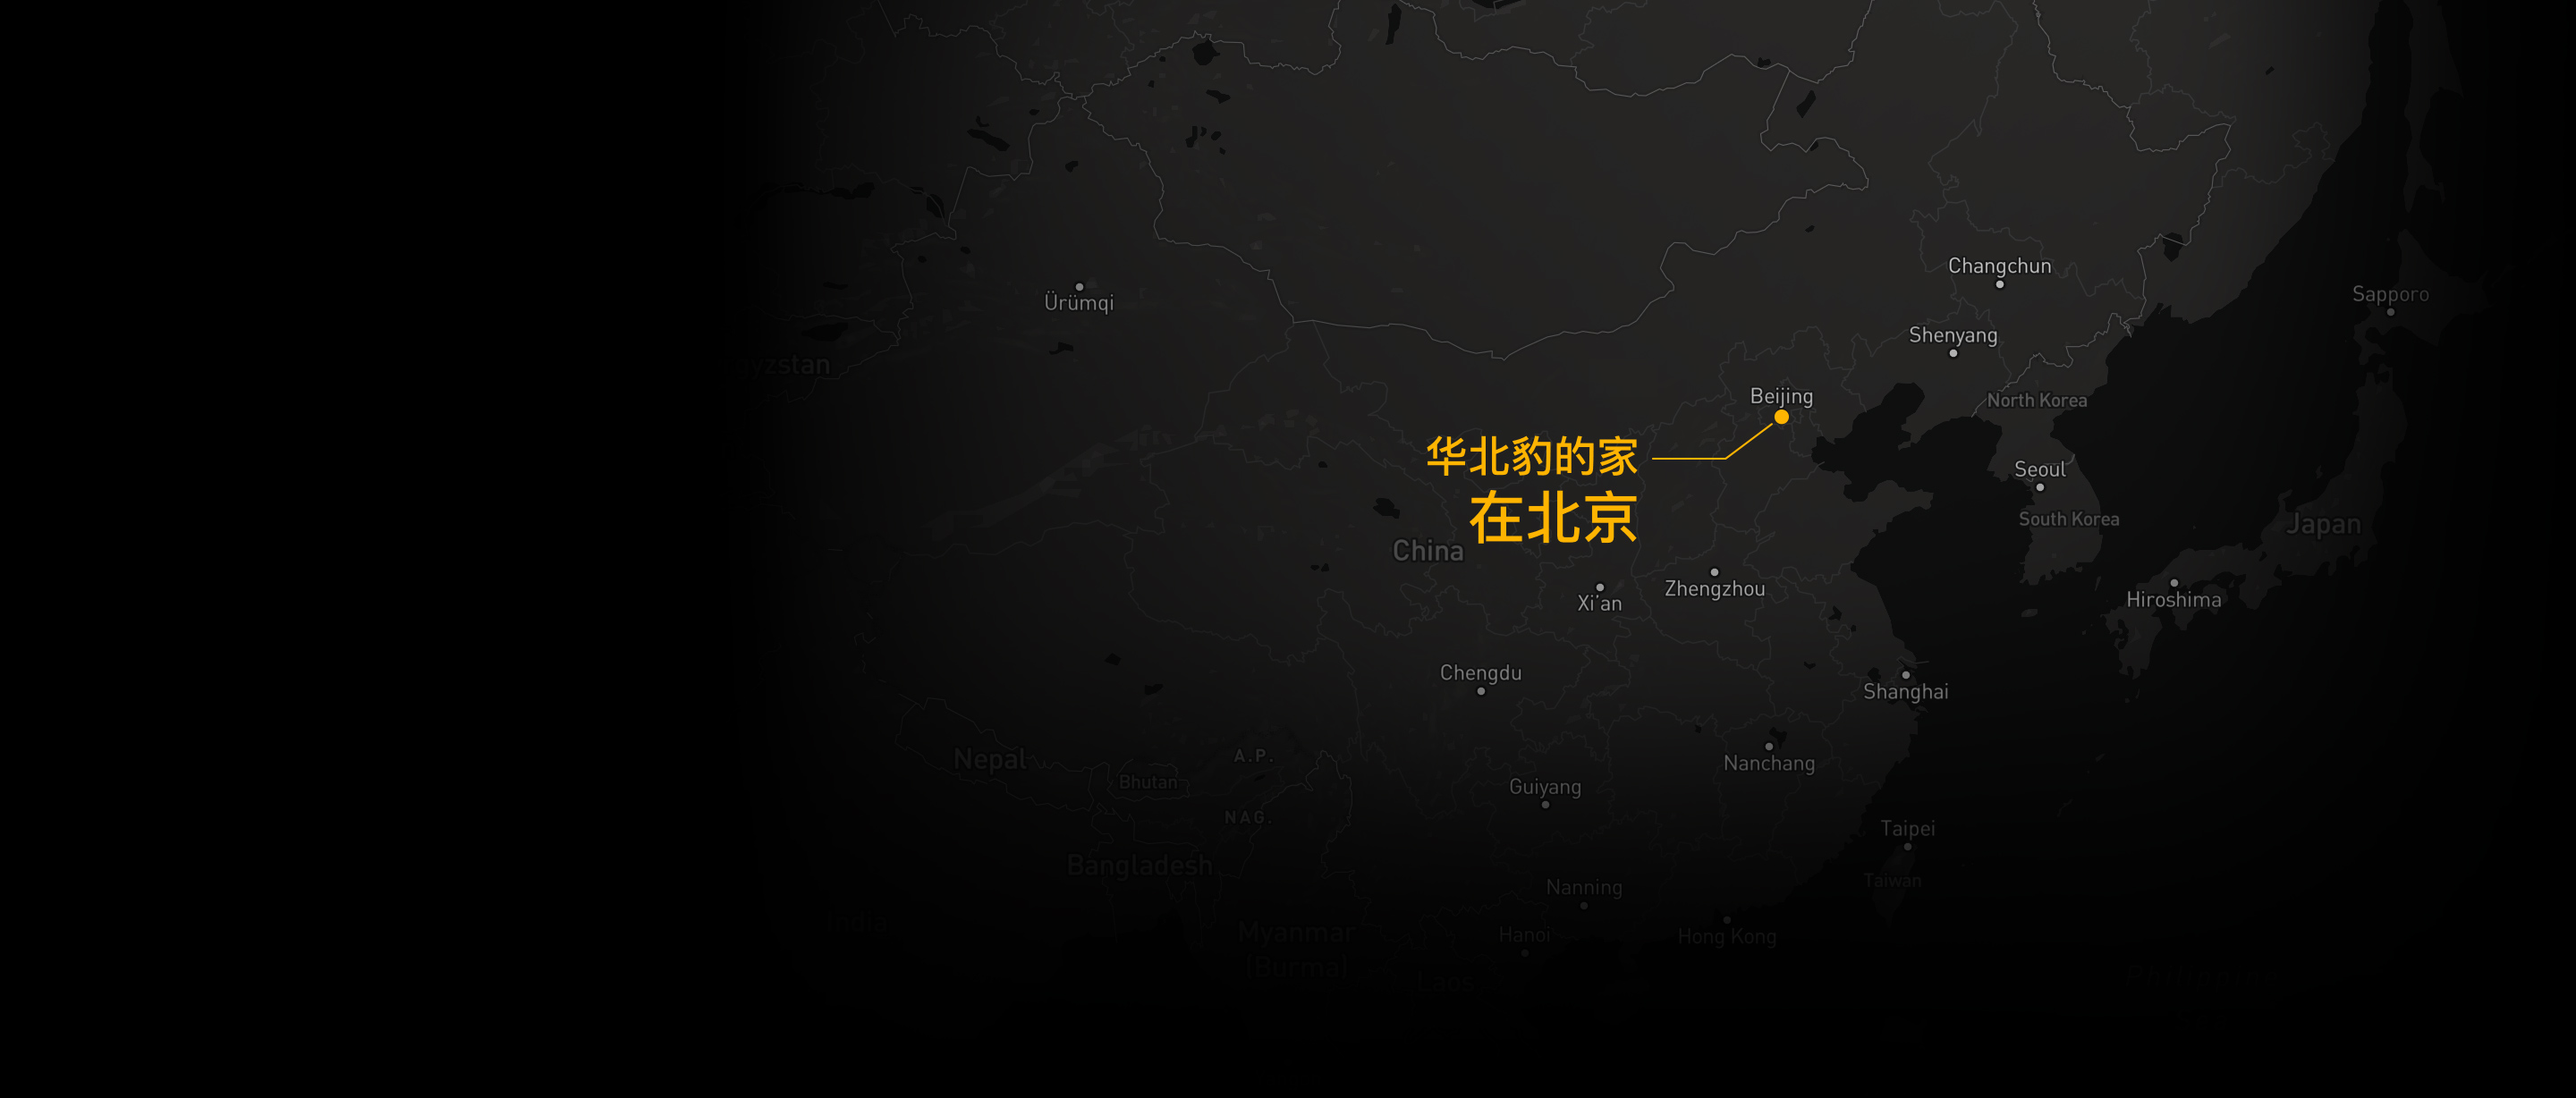 Changchun
Ürümqi
Sapporo
Shenyang
yzstan
Beijing
North Korea
华北豹的家
在北京
Seoul
South Korea
Japan
China
Zhengzhou
Xi'an
Hiroshima
Chengdu
Shanghai
Nepal
A.P.
Nanchang
Bhutan
Guiyang
NAG.
Taipei
Bangladesh
Taiwan
Nanning
India
Myanmar
(Burma)
Hanoi
Hong Kong
Laos